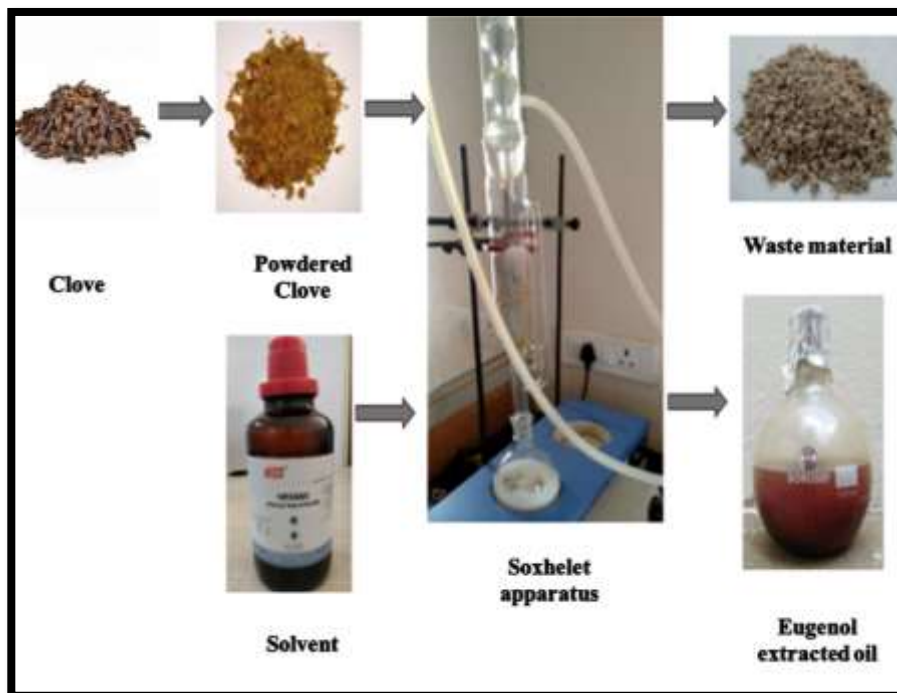 Clove
Powdered
Clove
Solvent
Soxhelet
apparatus
Waste material
Eugenol
extracted oil